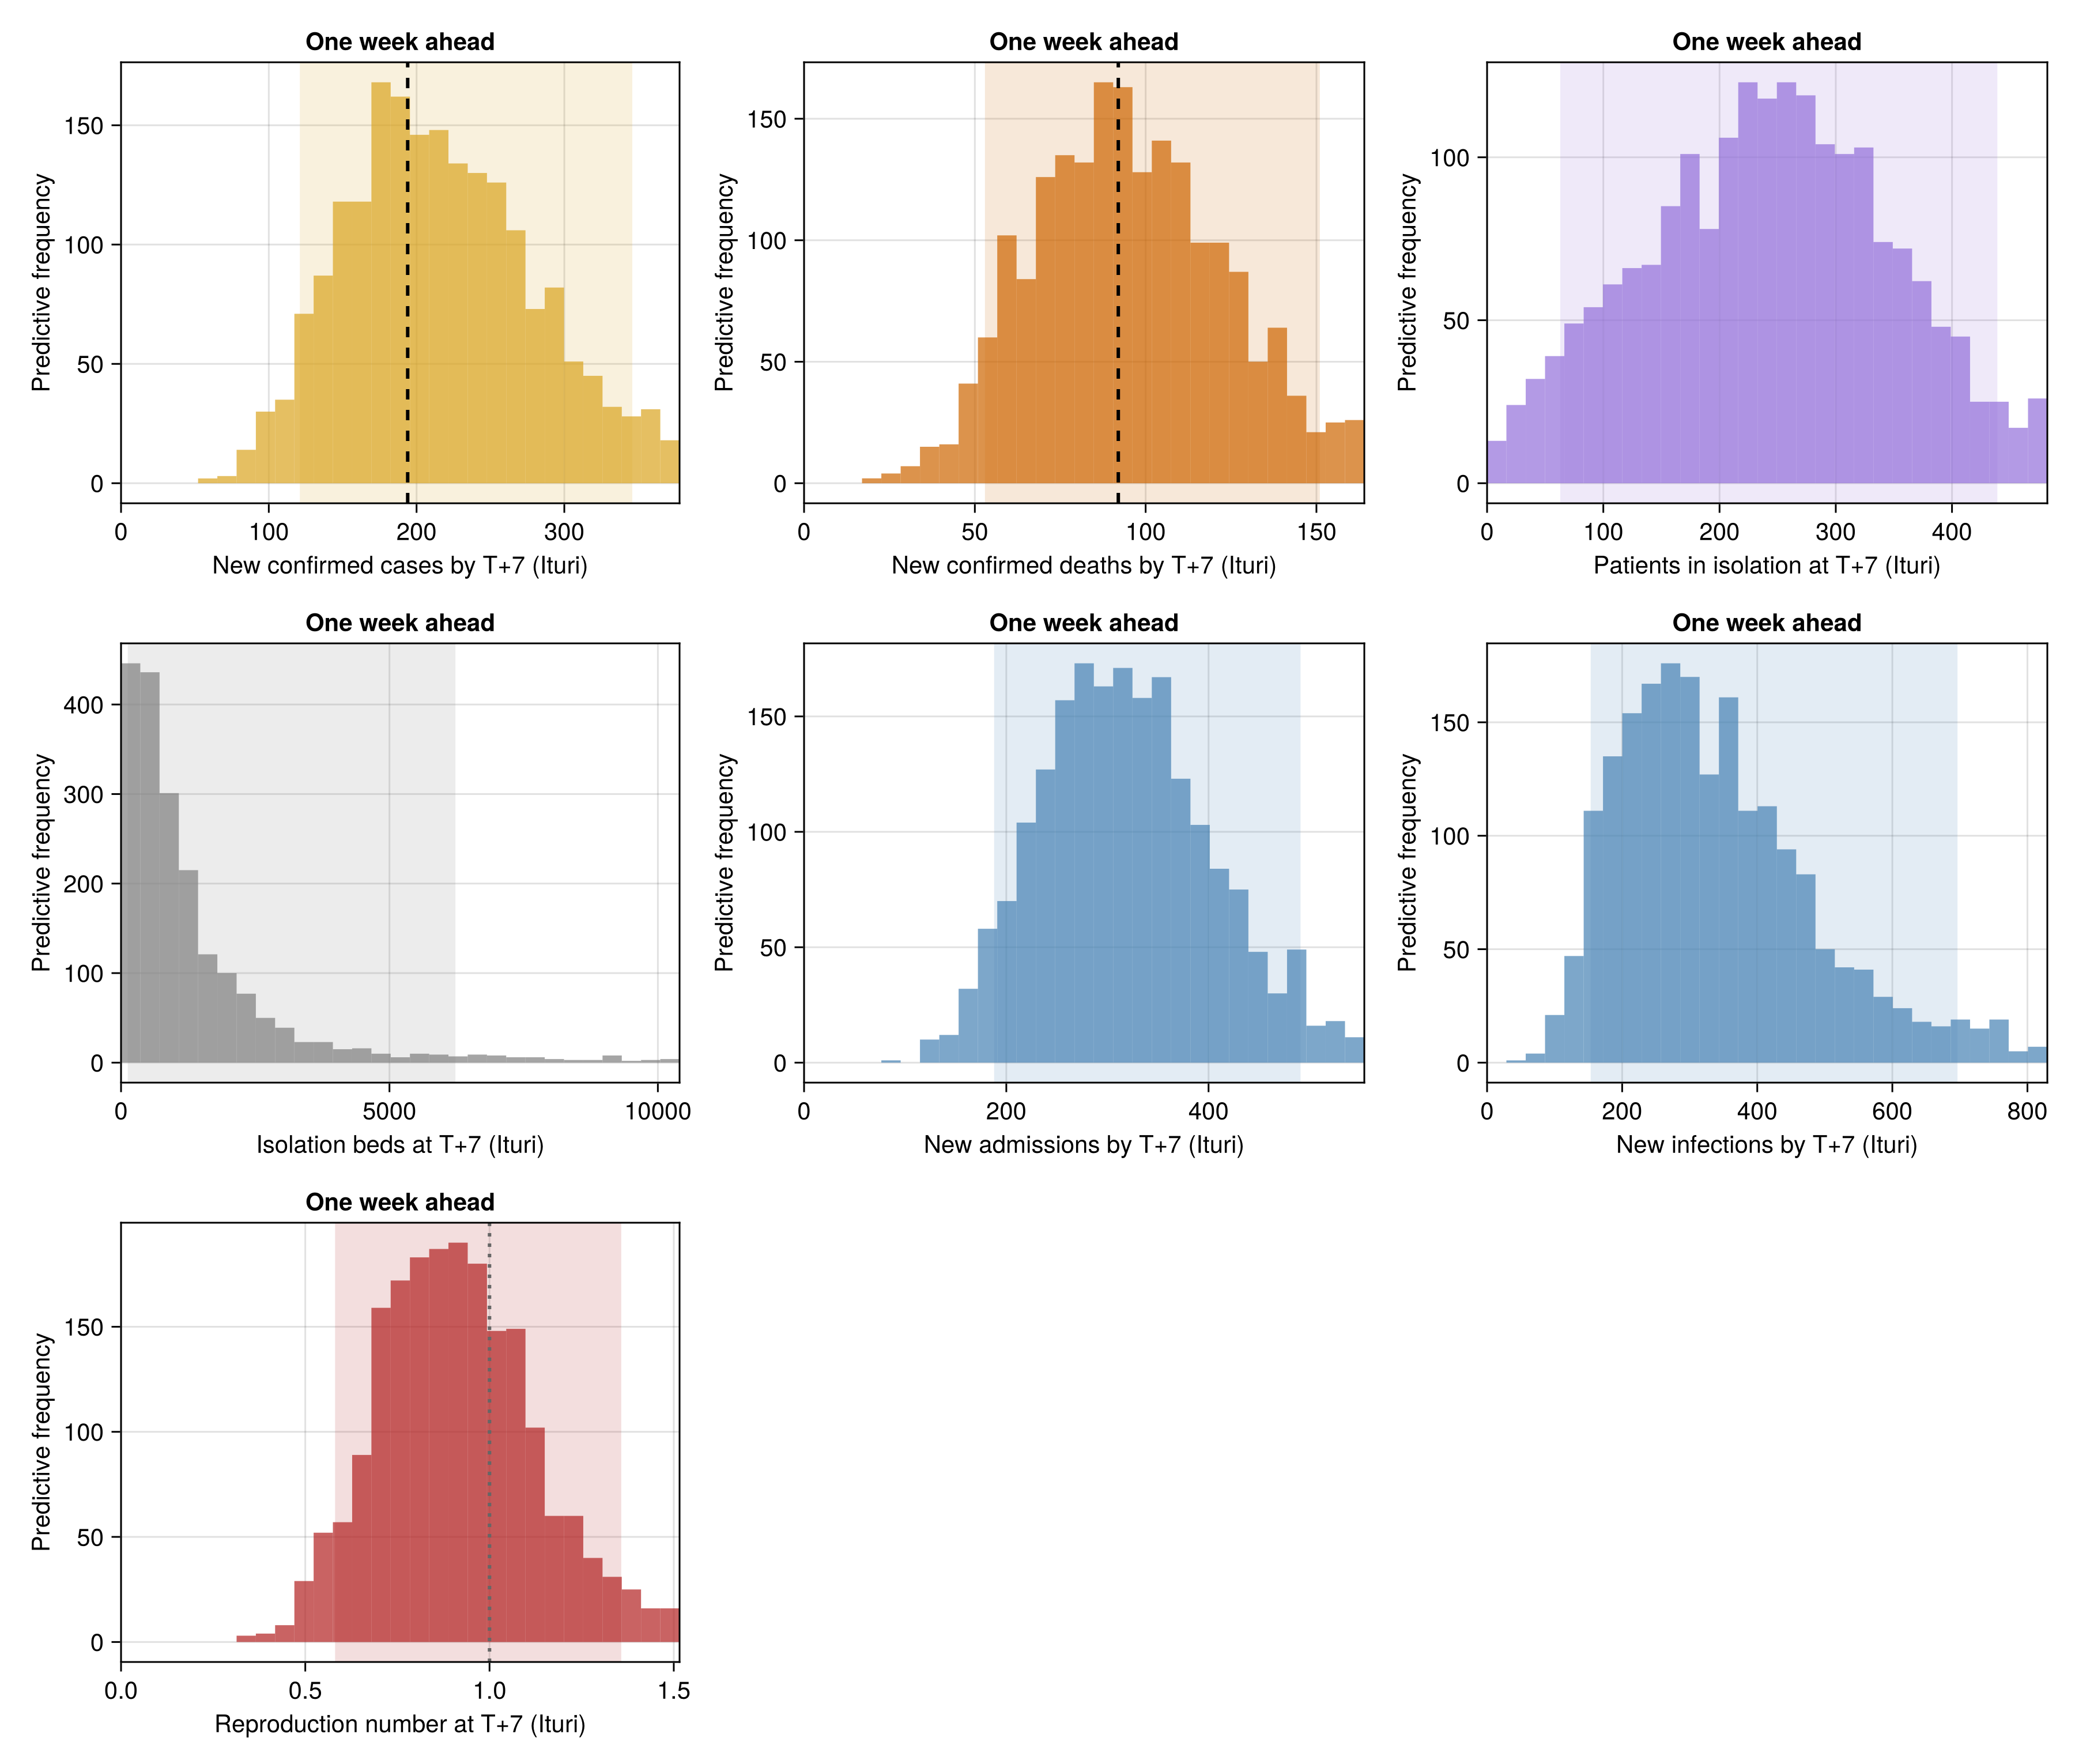 One week ahead
One week ahead
One week ahead
Predictive frequency
150
100
50
0
0 100 200 300
New confirmed cases by T+7 (Ituri)
Predictive frequency
150
100
50
0
0 50 100 150
New confirmed deaths by T+7 (Ituri)
Predictive frequency
100
50
0
0 100 200 300 400
Patients in isolation at T+7 (Ituri)
One week ahead
One week ahead
One week ahead
Predictive frequency
400
300
200
100
0
0 5000 10000
Isolation beds at T+7 (Ituri)
Predictive frequency
150
100
50
0
0 200 400
New admissions by T+7 (Ituri)
Predictive frequency
150
100
50
0
0 200 400 600 800
New infections by T+7 (Ituri)
One week ahead
Predictive frequency
150
100
50
0
0.0 0.5 1.0 1.5
Reproduction number at T+7 (Ituri)